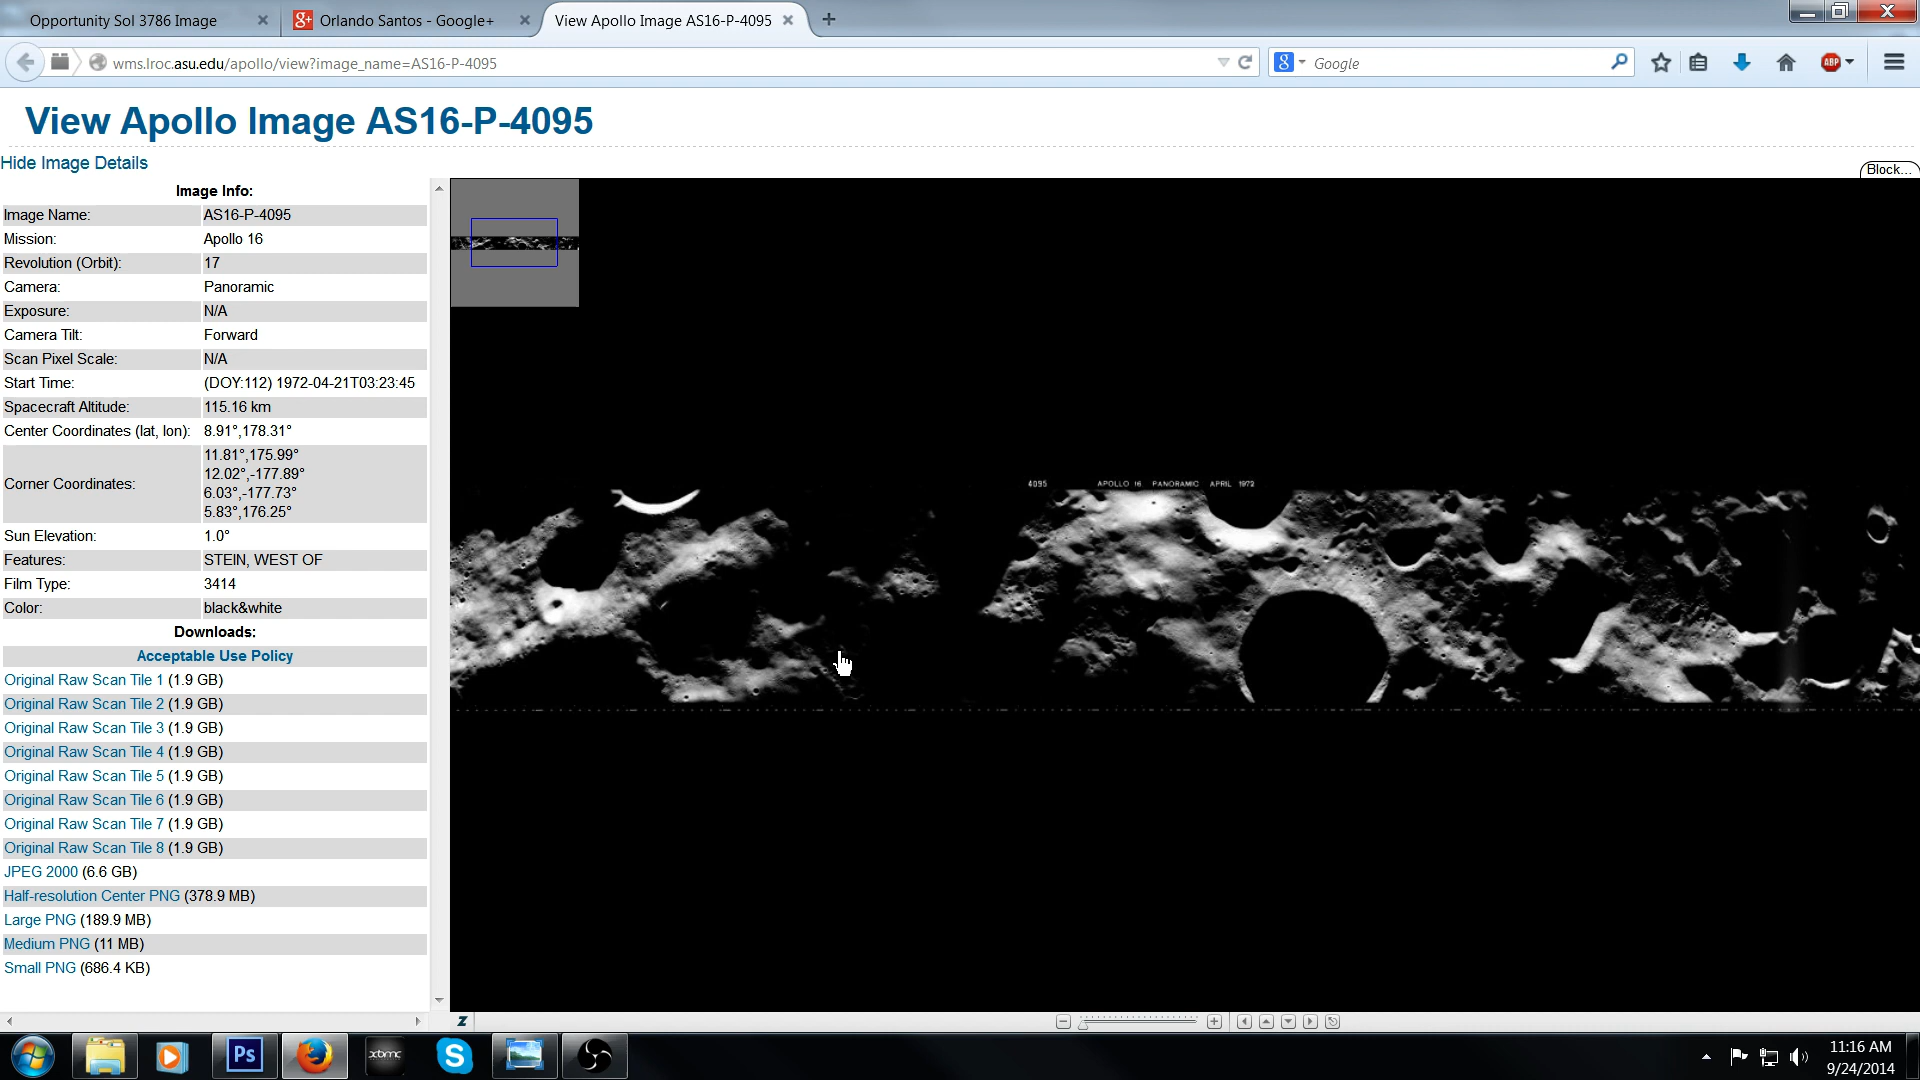 Opportunity Sol 3786 Image
Orlando Santos - Google+
View Apollo Image AS16-P-4095
wms.lroc.asu.edu/apollo/view?image_name=AS16-P-4095
Google
ABP
View Apollo Image AS16-P-4095
Hide Image Details
Block...
Image Info:
Image Name: AS16-P-4095
Mission: Apollo 16
Revolution (Orbit): 17
Camera: Panoramic
Exposure: N/A
Camera Tilt: Forward
Scan Pixel Scale: N/A
Start Time: (DOY:112) 1972-04-21T03:23:45
Spacecraft Altitude: 115.16 km
Center Coordinates (lat, lon): 8.91°,178.31°
Corner Coordinates: 11.81°,175.99°
12.02°,-177.89°
6.03°,-177.73°
5.83°,176.25°
Sun Elevation: 1.0°
Features: STEIN, WEST OF
Film Type: 3414
Color: black&white
Downloads:
Acceptable Use Policy
Original Raw Scan Tile 1 (1.9 GB)
Original Raw Scan Tile 2 (1.9 GB)
Original Raw Scan Tile 3 (1.9 GB)
Original Raw Scan Tile 4 (1.9 GB)
Original Raw Scan Tile 5 (1.9 GB)
Original Raw Scan Tile 6 (1.9 GB)
Original Raw Scan Tile 7 (1.9 GB)
Original Raw Scan Tile 8 (1.9 GB)
JPEG 2000 (6.6 GB)
Half-resolution Center PNG (378.9 MB)
Large PNG (189.9 MB)
Medium PNG (11 MB)
Small PNG (686.4 KB)
4095 APOLLO 16 PANORAMIC APRIL 1972
Z
Ps
xbmc
11:16 AM
9/24/2014